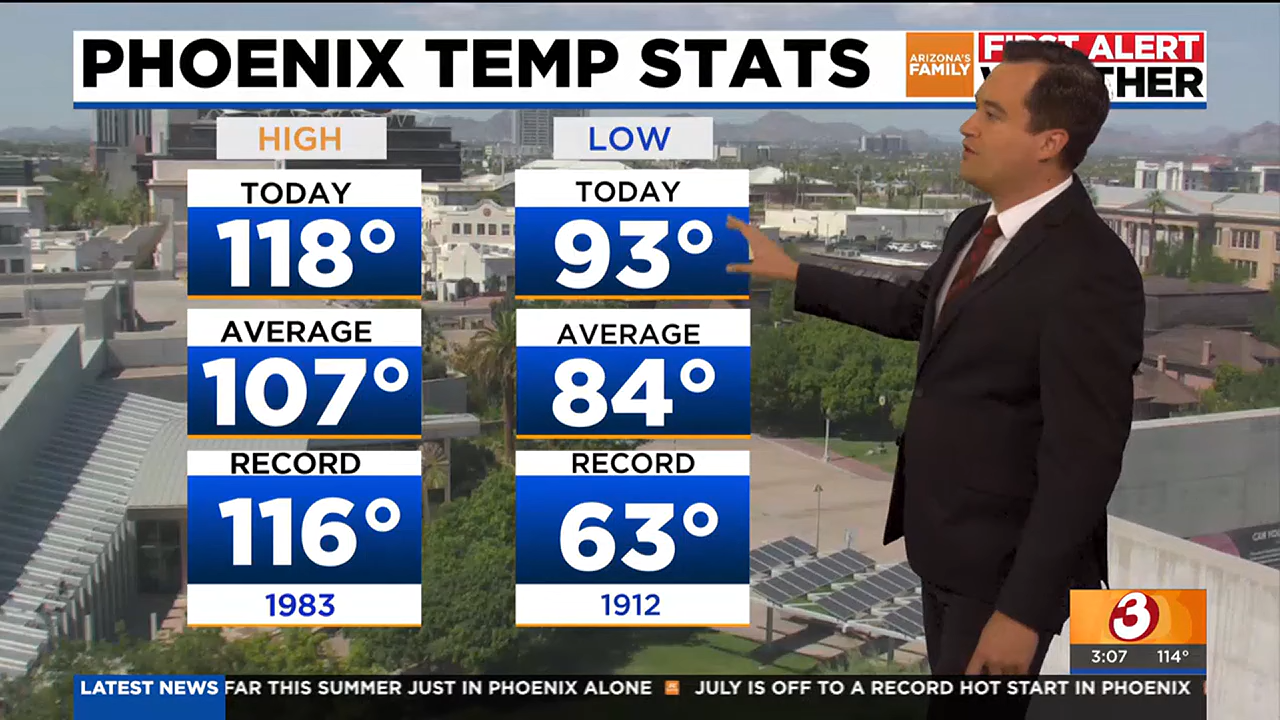 PHOENIX TEMP STATS
ARIZONA'S
FAMILY
FIRST ALERT
HIGH
LOW
TODAY
118°
TODAY
93°
AVERAGE
107°
AVERAGE
84°
RECORD
116°
1983
RECORD
63°
1912
3
3:07 114°
LATEST NEWS FAR THIS SUMMER JUST IN PHOENIX ALONE JULY IS OFF TO A RECORD HOT START IN PHOENIX